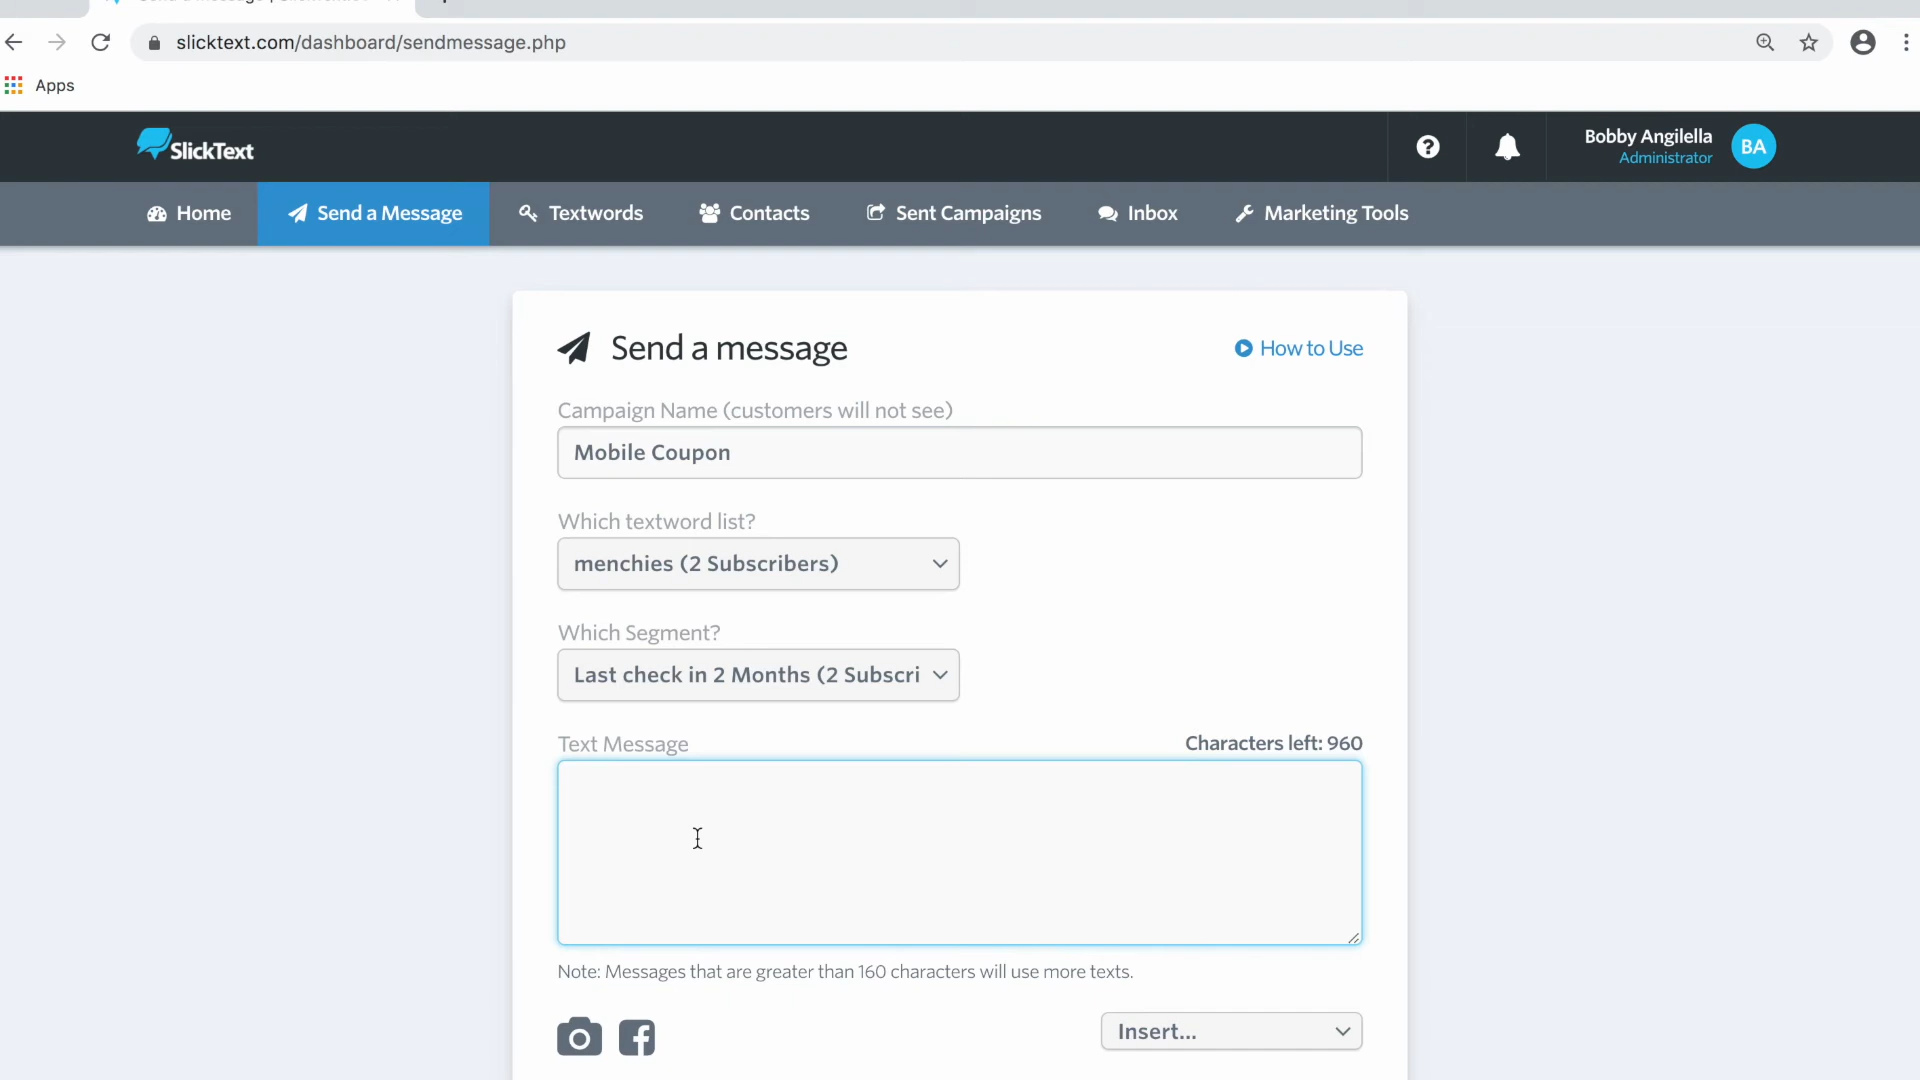 slicktext.com/dashboard/sendmessage.php
Apps
SlickText
Bobby Angilella
Administrator
BA
Home
Send a Message
Textwords
Contacts
Sent Campaigns
Inbox
Marketing Tools
Send a message
How to Use
Campaign Name (customers will not see)
Mobile Coupon
Which textword list?
menchies (2 Subscribers)
Which Segment?
Last check in 2 Months (2 Subscri
Text Message
Characters left: 960
Note: Messages that are greater than 160 characters will use more texts.
Insert...